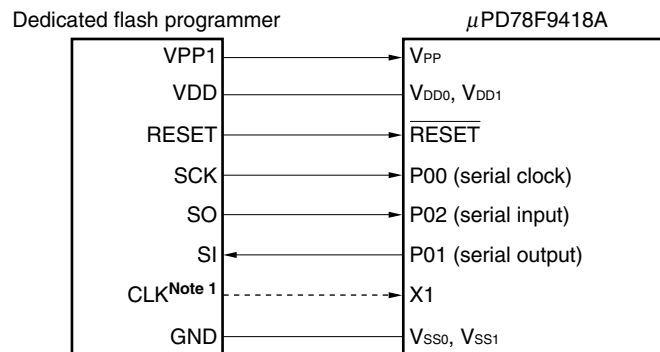 Dedicated flash programmer μPD78F9418A
VPP1 VPP
VDD VDD0, VDD1
RESET RESET
SCK P00 (serial clock)
SO P02 (serial input)
SI P01 (serial output)
CLKNote 1 X1
GND VSS0, VSS1